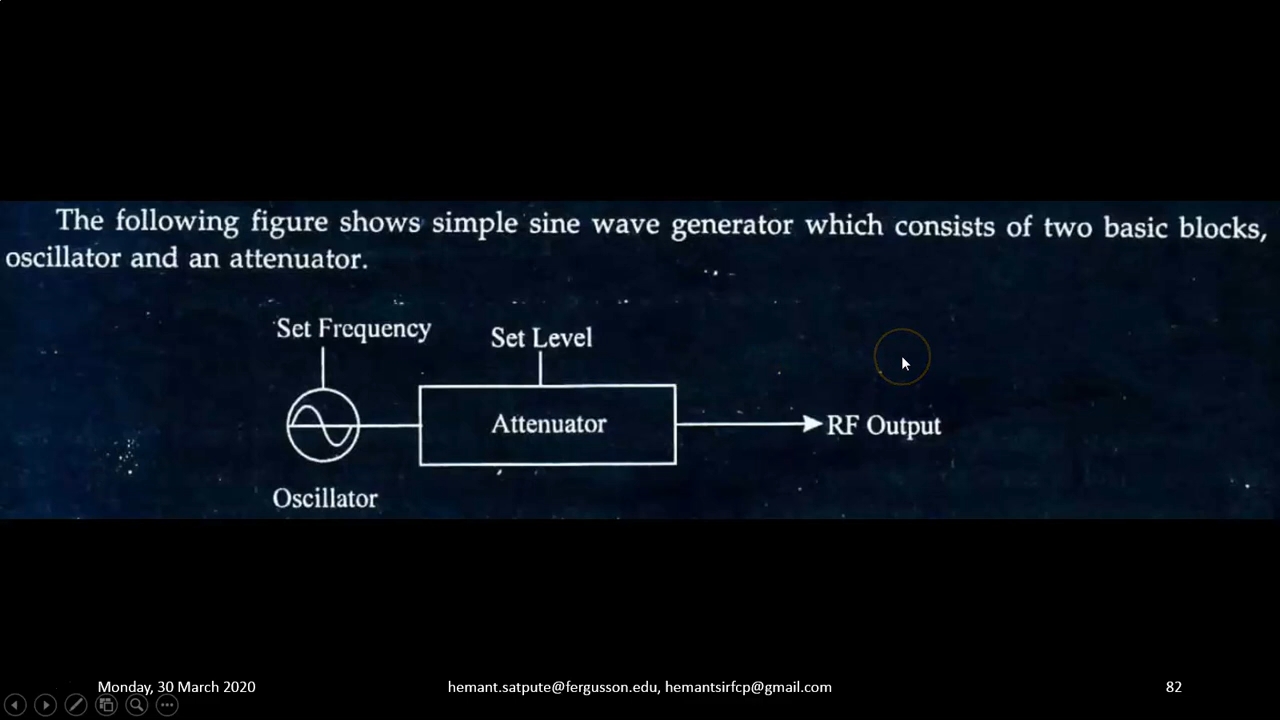 The following figure shows simple sine wave generator which consists of two basic blocks,
oscillator and an attenuator.
Set Frequency
Set Level
Attenuator
RF Output
Oscillator
Monday, 30 March 2020
hemant.satpute@fergusson.edu, hemantsirfcp@gmail.com
82